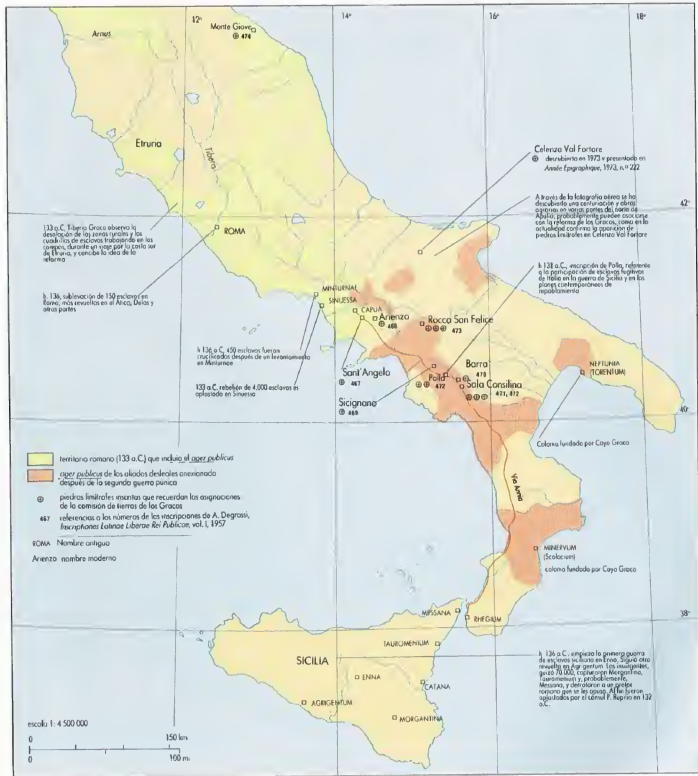 12°
14°
16°
Arnus
Monte Giove
474
Etruria
Tibera
Celenza Val Fortore
descubierta en 1973 y presentado en
Année Epigraphique, 1973, n.º 222
42°
A través de la fotografía aérea se ha
descubierto una centuriación y obras
agrarias en varias partes del norte de
Apulia; probablemente pueden asociarse
con la reforma de los Gracos, como en la
actualidad confirma la aparición de
piedras limítrofes en Celenza Val Fortore
133 a.C. Tiberio Graco observa la
desolación de las zonas rurales y las
cuadrillas de esclavos trabajando en los
campos, durante un viaje por la costa sur
de Etruria, y concibe la idea de la
reforma
ROMA
h. 131 a.C., inscripción de Polla, referente
a la participación de esclavos fugitivos
de Italia en la guerra de Sicilia y en los
planes contemporáneos de
repoblamiento
h. 136, sublevación de 150 esclavos en
Roma, más revueltas en el Ática, Delos y
otras partes
MINTURNAE
SINUESSA
CAPUA
Arienzo
468
Rocca San Felice
473
h 136 a.C, 450 esclavos fueron
crucificados después de un levantamiento
en Minturnae
133 a.C. rebelión de 4.000 esclavos es
aplastada en Sinuessa
Sant'Angelo
467
Sicignano
469
Polla
472
Barra
470
Sala Consilina
471, 472
NEPTUNIA
(TORENTUM)
40°
Colonia fundada por Cayo Graco
Via Annia
territorio romano (133 a.C.) que incluía el ager publicus
ager publicus de los aliados desleales anexionado
después de la segunda guerra púnica
piedras limítrofes inscritas que recuerdan las asignaciones
de la comisión de tierras de los Gracos
467 referencias a los números de las inscripciones de A. Degrassi,
Inscriptiones Latinae Liberae Rei Publicae, vol. I, 1957
ROMA Nombre antiguo
Arienzo nombre moderno
MINERVIUM
(Scolacium)
colonia fundada por Cayo Graco
38°
MESSANA
RHEGIUM
TAUROMENIUM
SICILIA
ENNA
CATANA
AGRIGENTUM
MORGANTINA
h 136 a.C. empieza la primera guerra
de esclavos siciliana en Enna. Siguió otra
revuelta en Agrigentum. Los insurgentes,
quizá 70.000, capturaron Morgantina,
Tauromenium y, probablemente,
Messana, y derrotaron a un pretor
romano que se les opuso. Al fin fueron
aplastados por el cónsul P. Rupilio en 132
a.C.
escala 1: 4 500 000
0 150 km
0 100 mi